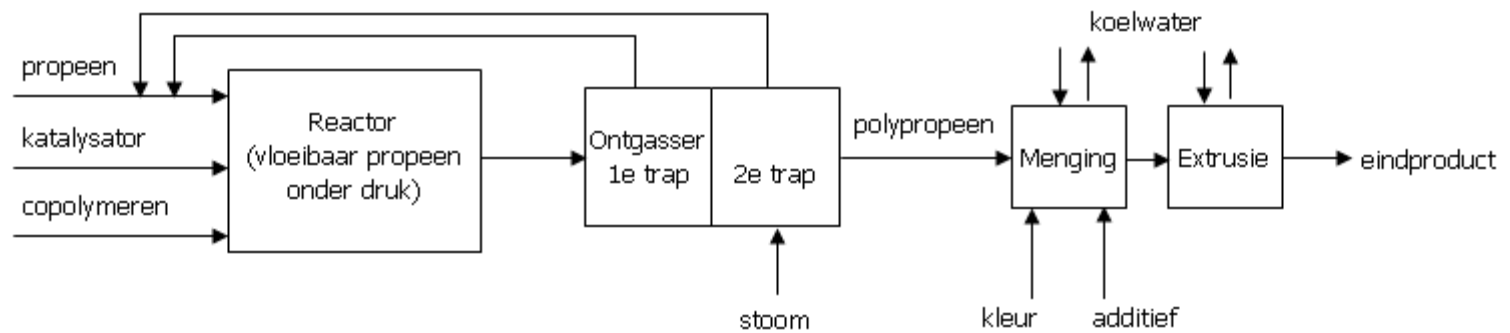 koelwater
propeen
katalysator
copolymeren
Reactor
(vloeibaar propeen
onder druk)
Ontgasser
1e trap
2e trap
stoom
polypropeen
Menging
Extrusie
eindproduct
kleur
additief